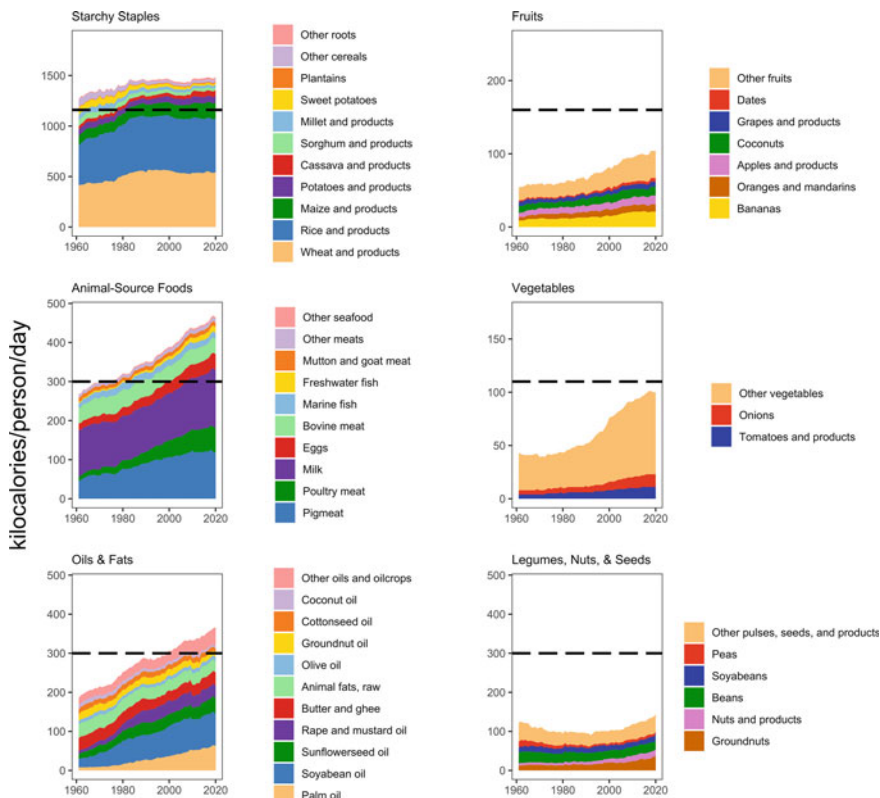 Starchy Staples
1500
1000
500
0
1960 1980 2000 2020
Other roots
Other cereals
Plantains
Sweet potatoes
Millet and products
Sorghum and products
Cassava and products
Potatoes and products
Maize and products
Rice and products
Wheat and products
Fruits
200
100
0
1960 1980 2000 2020
Other fruits
Dates
Grapes and products
Coconuts
Apples and products
Oranges and mandarins
Bananas
kilocalories/person/day
Animal-Source Foods
500
400
300
200
100
0
1960 1980 2000 2020
Other seafood
Other meats
Mutton and goat meat
Freshwater fish
Marine fish
Bovine meat
Eggs
Milk
Poultry meat
Pigmeat
Vegetables
150
100
50
0
1960 1980 2000 2020
Other vegetables
Onions
Tomatoes and products
Oils & Fats
500
400
300
200
100
0
1960 1980 2000 2020
Other oils and oilcrops
Coconut oil
Cottonseed oil
Groundnut oil
Olive oil
Animal fats, raw
Butter and ghee
Rape and mustard oil
Sunflowerseed oil
Soyabean oil
Palm oil
Legumes, Nuts, & Seeds
500
400
300
200
100
0
1960 1980 2000 2020
Other pulses, seeds, and products
Peas
Soyabeans
Beans
Nuts and products
Groundnuts